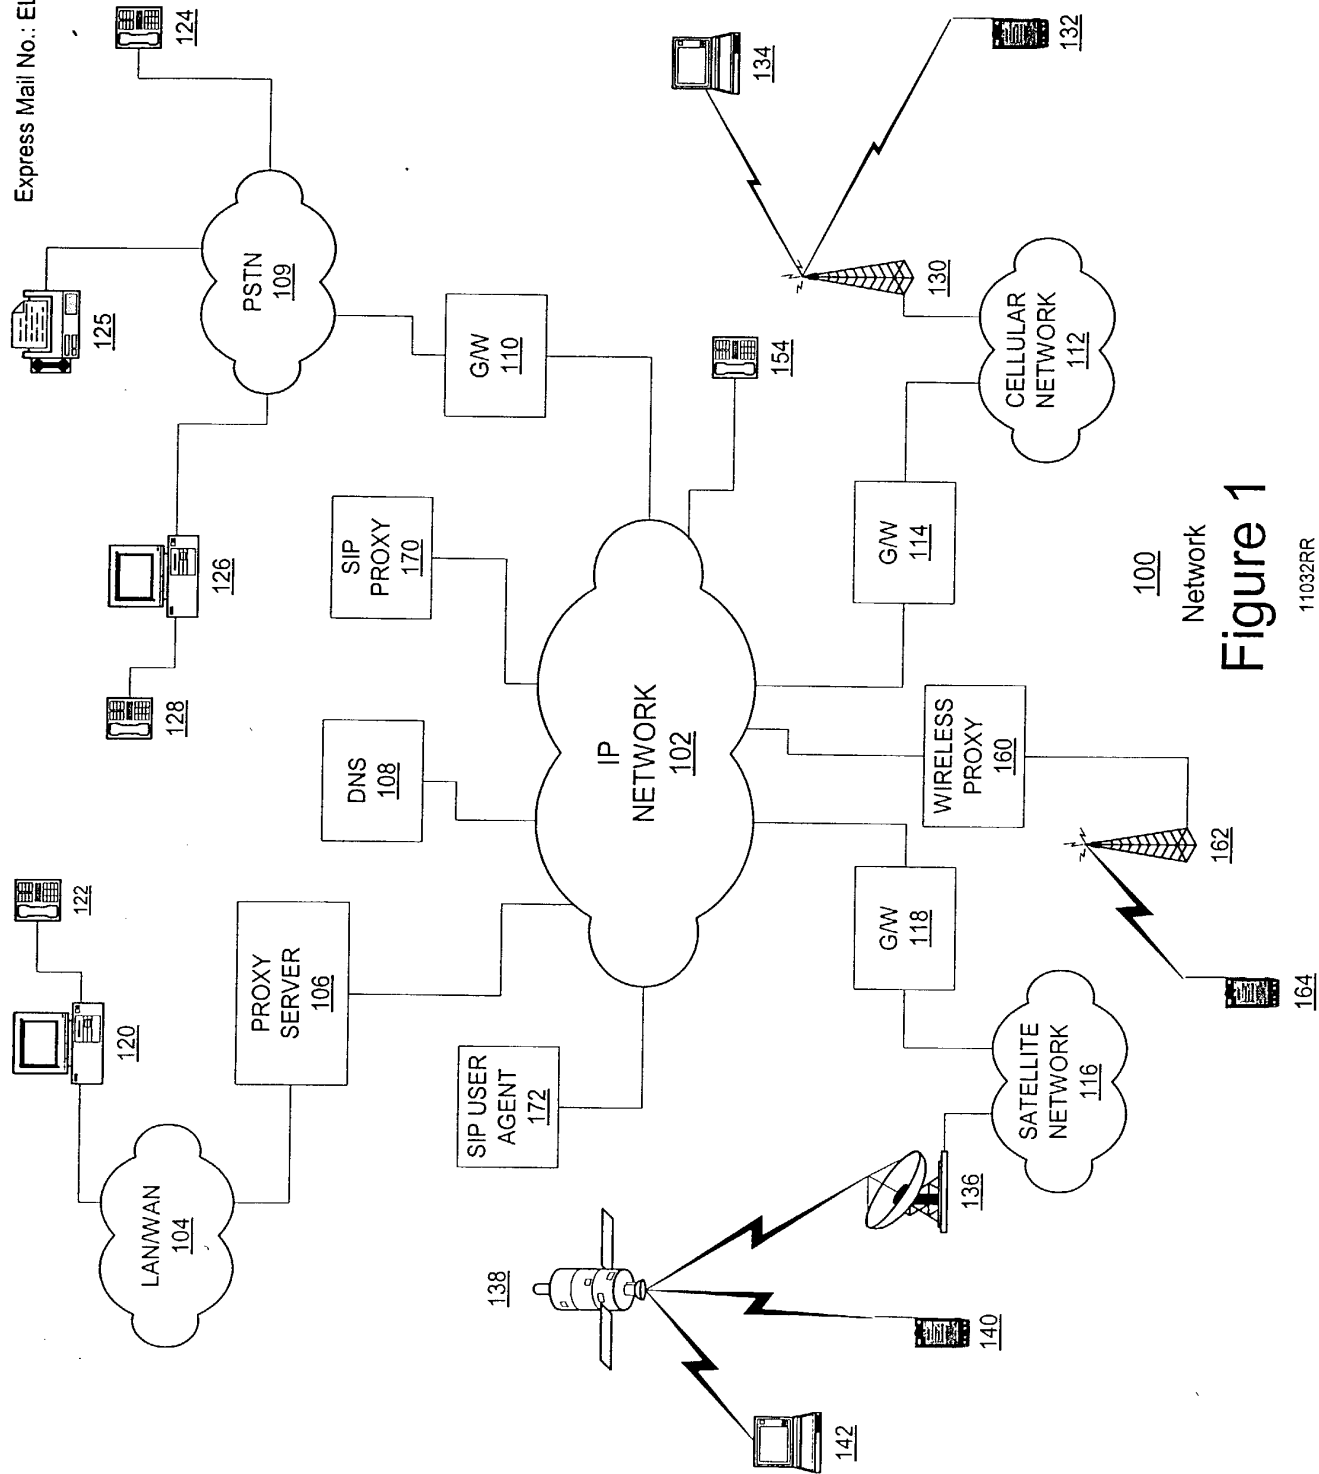 Express Mail No.: EL
124
125
PSTN
109
126
128
122
120
LAN/WAN
104
PROXY
SERVER
106
DNS
108
SIP
PROXY
170
G/W
110
134
132
130
154
CELLULAR
NETWORK
112
G/W
114
IP
NETWORK
102
SIP USER
AGENT
172
138
142
140
136
SATELLITE
NETWORK
116
G/W
118
WIRELESS
PROXY
160
162
164
100
Network
Figure 1
11032RR